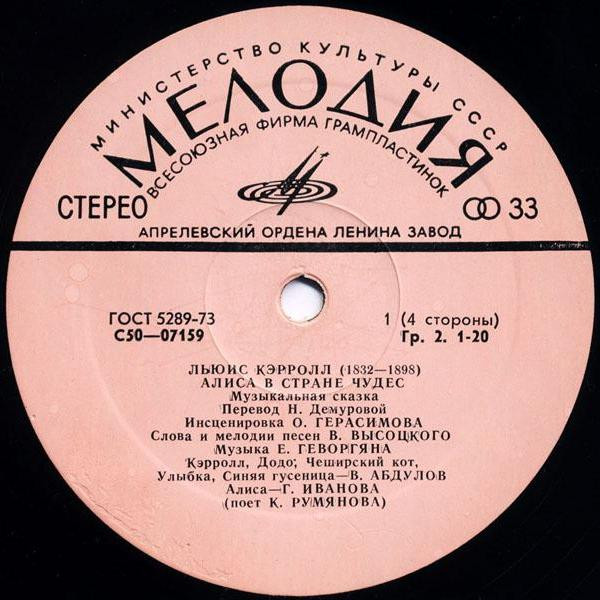 МИНИСТЕРСТВО КУЛЬТУРЫ СССР
МЕЛОДИЯ
ВСЕСОЮЗНАЯ ФИРМА ГРАМПЛАСТИНОК
СТЕРЕО
33
АПРЕЛЕВСКИЙ ОРДЕНА ЛЕНИНА ЗАВОД
ГОСТ 5289-73
1 (4 стороны)
С50—07159
Гр. 2. 1-20
ЛЬЮИС КЭРРОЛЛ (1832—1898)
АЛИСА В СТРАНЕ ЧУДЕС
Музыкальная сказка
Перевод Н. Демуровой
Инсценировка О. ГЕРАСИМОВА
Слова и мелодии песен В. ВЫСОЦКОГО
Музыка Е. ГЕВОРГЯНА
Кэрролл, Додо, Чеширский кот,
Улыбка, Синяя гусеница—В. АБДУЛОВ
Алиса—Г. ИВАНОВА
(поет К. РУМЯНОВА)